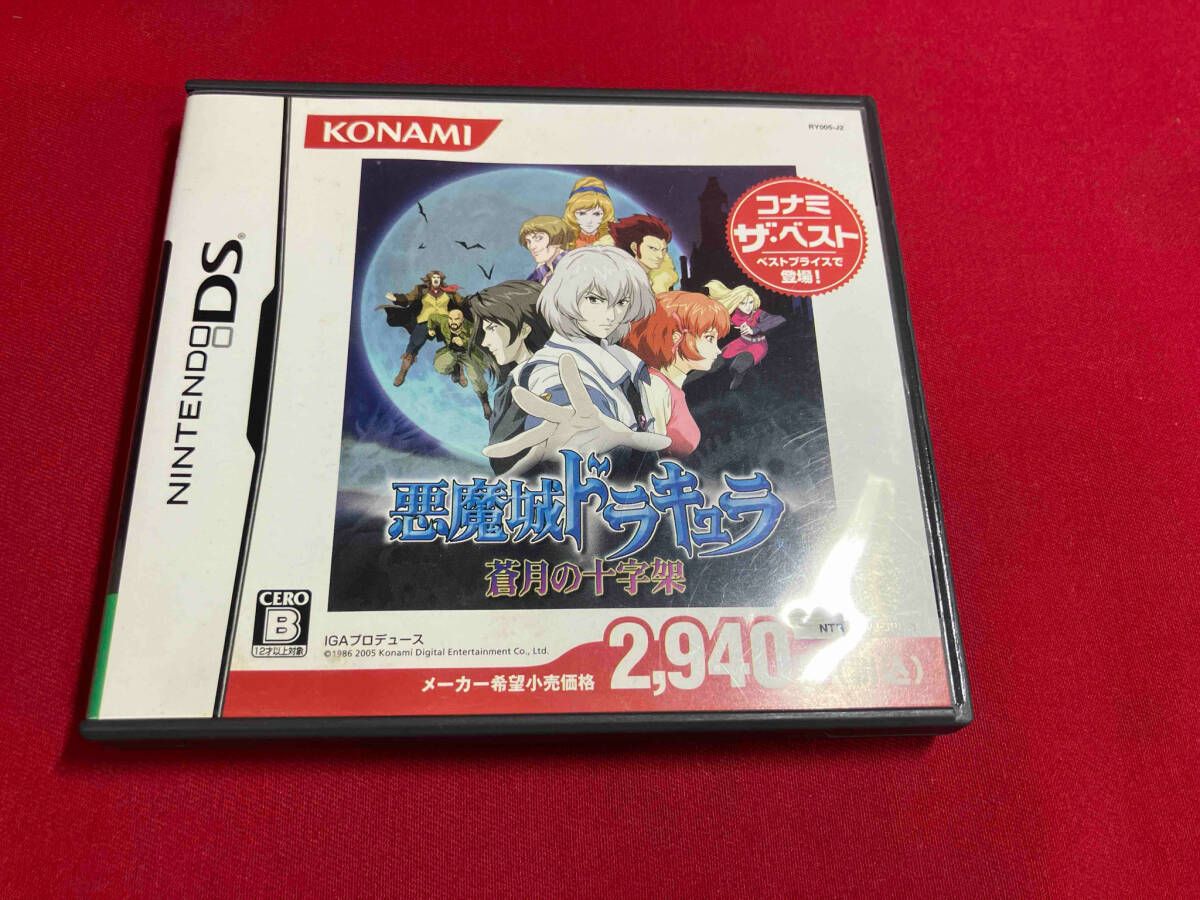 KONAMI
RY005-J2
コナミ
ザ・ベスト
ベストプライスで
登場!
NINTENDO DS
悪魔城ドラキュラ
蒼月の十字架
CERO
B
12才以上対象
IGAプロデュース
©1986 2005 Konami Digital Entertainment Co., Ltd.
メーカー希望小売価格
2,940